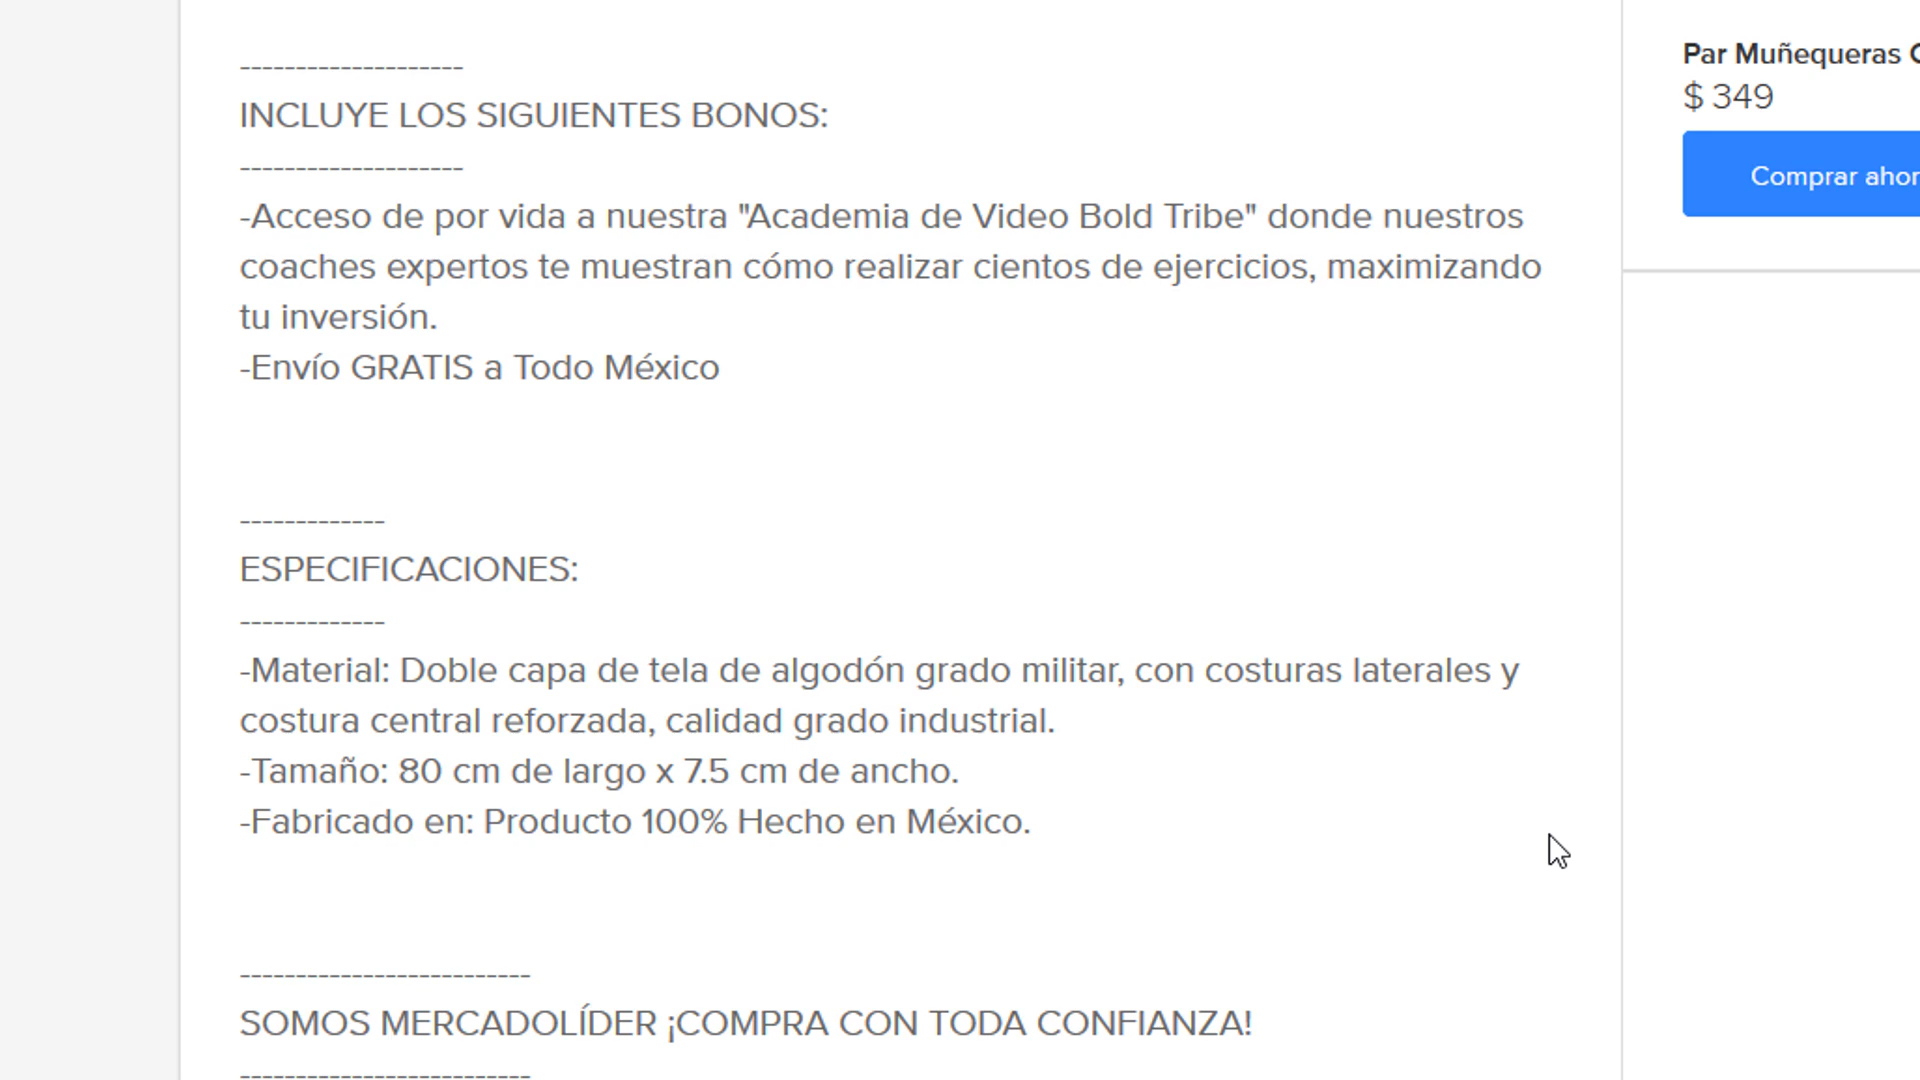 --------------------
INCLUYE LOS SIGUIENTES BONOS:
--------------------
-Acceso de por vida a nuestra "Academia de Video Bold Tribe" donde nuestros
coaches expertos te muestran cómo realizar cientos de ejercicios, maximizando
tu inversión.
-Envío GRATIS a Todo México
-------------
ESPECIFICACIONES:
-------------
-Material: Doble capa de tela de algodón grado militar, con costuras laterales y
costura central reforzada, calidad grado industrial.
-Tamaño: 80 cm de largo x 7.5 cm de ancho.
-Fabricado en: Producto 100% Hecho en México.
--------------------------
SOMOS MERCADOLÍDER ¡COMPRA CON TODA CONFIANZA!
--------------------------
Par Muñequeras
$ 349
Comprar ahor